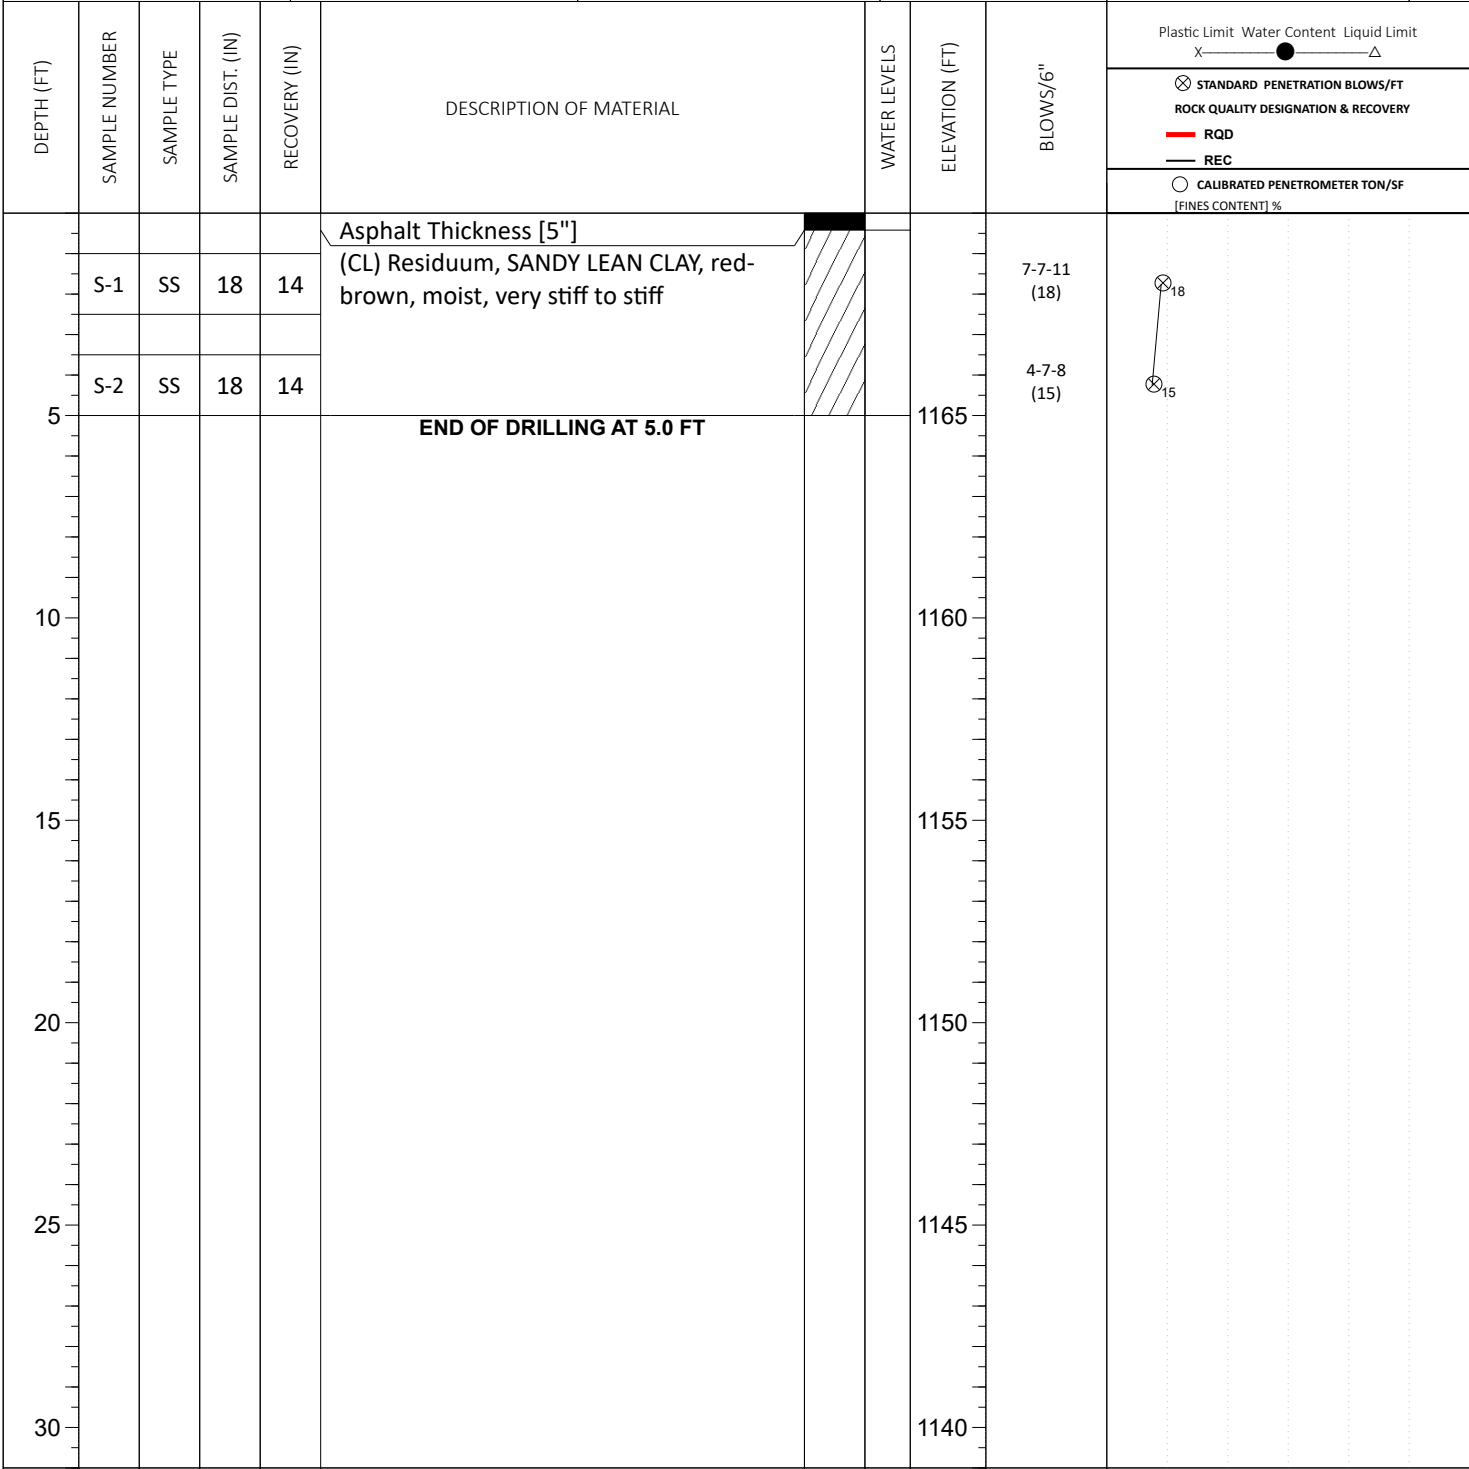 DEPTH (FT)
SAMPLE NUMBER
SAMPLE TYPE
SAMPLE DIST. (IN)
RECOVERY (IN)
DESCRIPTION OF MATERIAL
WATER LEVELS
ELEVATION (FT)
BLOWS/6"
Plastic Limit Water Content Liquid Limit
X
STANDARD PENETRATION BLOWS/FT
ROCK QUALITY DESIGNATION & RECOVERY
RQD
REC
CALIBRATED PENETROMETER TON/SF
[FINES CONTENT] %
Asphalt Thickness [5"]
(CL) Residuum, SANDY LEAN CLAY, red-
brown, moist, very stiff to stiff
S-1 SS 18 14
7-7-11
(18)
18
S-2 SS 18 14
4-7-8
(15)
15
5 1165
END OF DRILLING AT 5.0 FT
10 1160
15 1155
20 1150
25 1145
30 1140